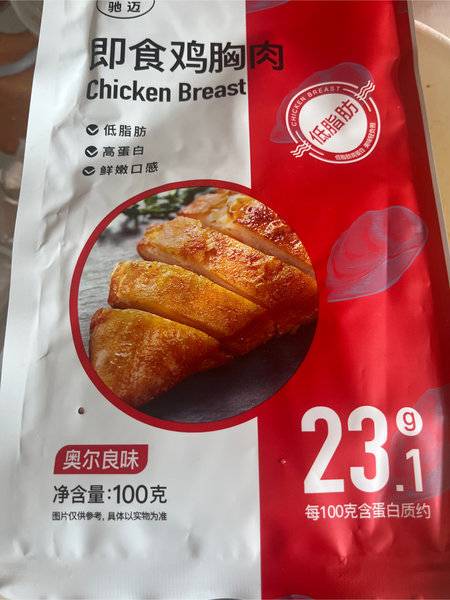 驰迈
即食鸡胸肉
Chicken Breast
低脂肪
高蛋白
鲜嫩口感
CHICKEN BREAST
低脂肪
奥尔良味
净含量:100克
图片仅供参考，具体以实物为准
23.1g
每100克含蛋白质约